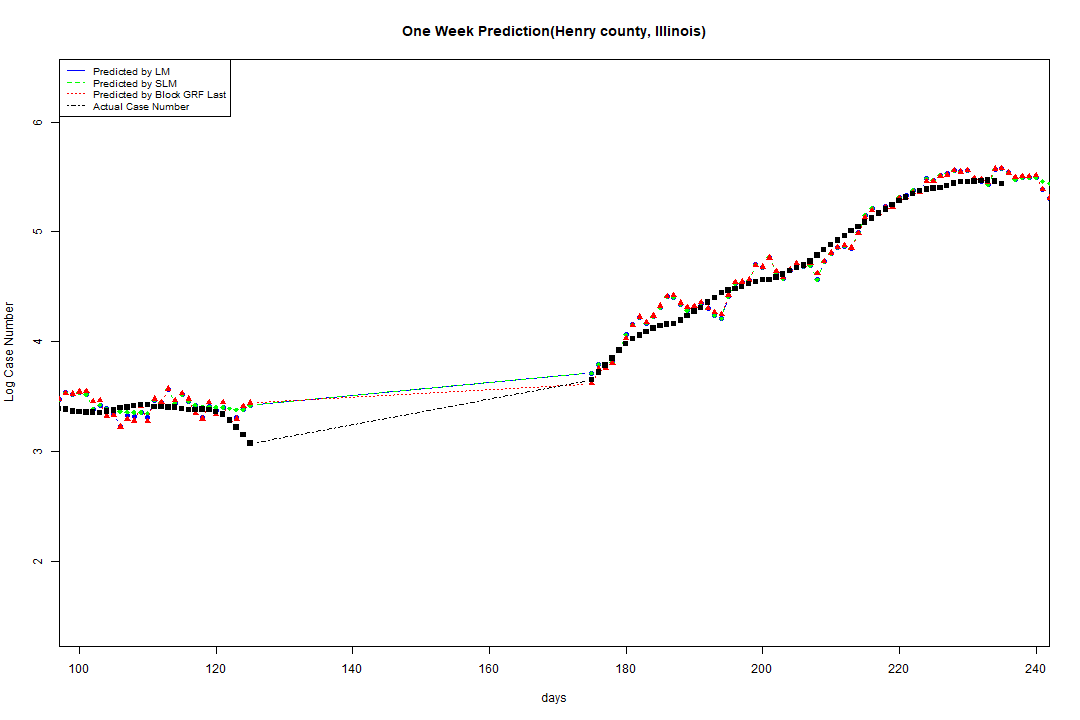 One Week Prediction(Henry county, Illinois)
Predicted by LM
Predicted by SLM
Predicted by Block GRF Last
Actual Case Number
Log Case Number
6
5
4
3
2
100 120 140 160 180 200 220 240
days